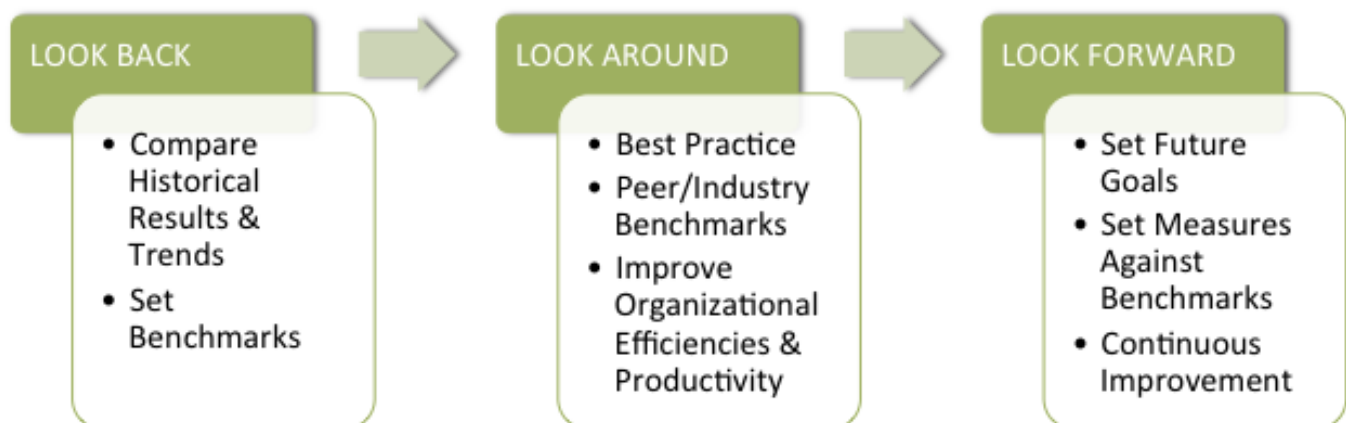 LOOK BACK
• Compare
Historical
Results &
Trends
• Set
Benchmarks
LOOK AROUND
• Best Practice
• Peer/Industry
Benchmarks
• Improve
Organizational
Efficiencies &
Productivity
LOOK FORWARD
• Set Future
Goals
• Set Measures
Against
Benchmarks
• Continuous
Improvement